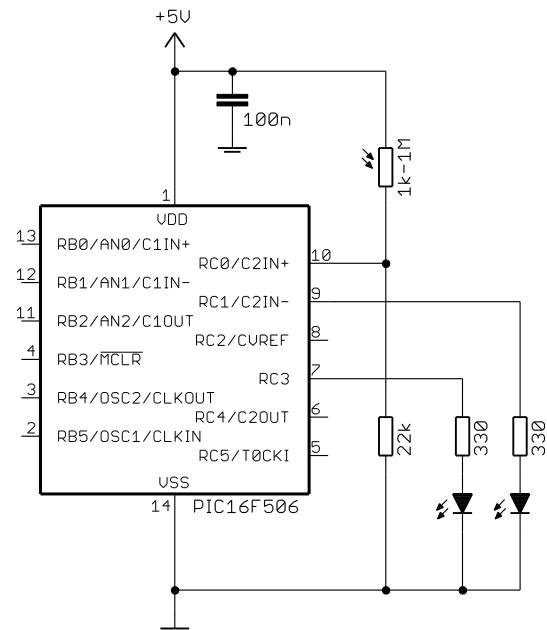 +5V
100n
1k-1M
1
VDD
13
RB0/AN0/C1IN+
RC0/C2IN+
10
12
RB1/AN1/C1IN-
RC1/C2IN-
9
11
RB2/AN2/C1OUT
RC2/CVREF
8
4
RB3/MCLR
RC3
7
3
RB4/OSC2/CLKOUT
RC4/C2OUT
6
2
RB5/OSC1/CLKIN
RC5/T0CKI
5
22k
330
330
VSS
14
PIC16F506